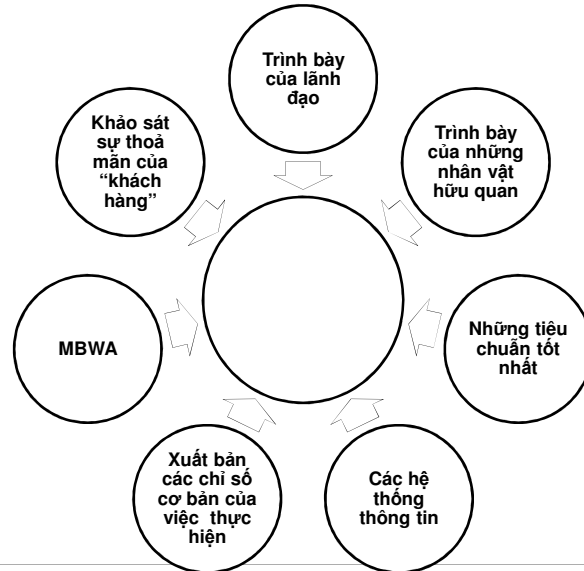 Trình bày
của lãnh
đạo
Khảo sát
sự thoả
mãn của
“khách
hàng”
Trình bày
của những
nhân vật
hữu quan
MBWA
Những tiêu
chuẩn tốt
nhất
Xuất bản
các chỉ số
cơ bản của
việc thực
hiện
Các hệ
thống
thông tin